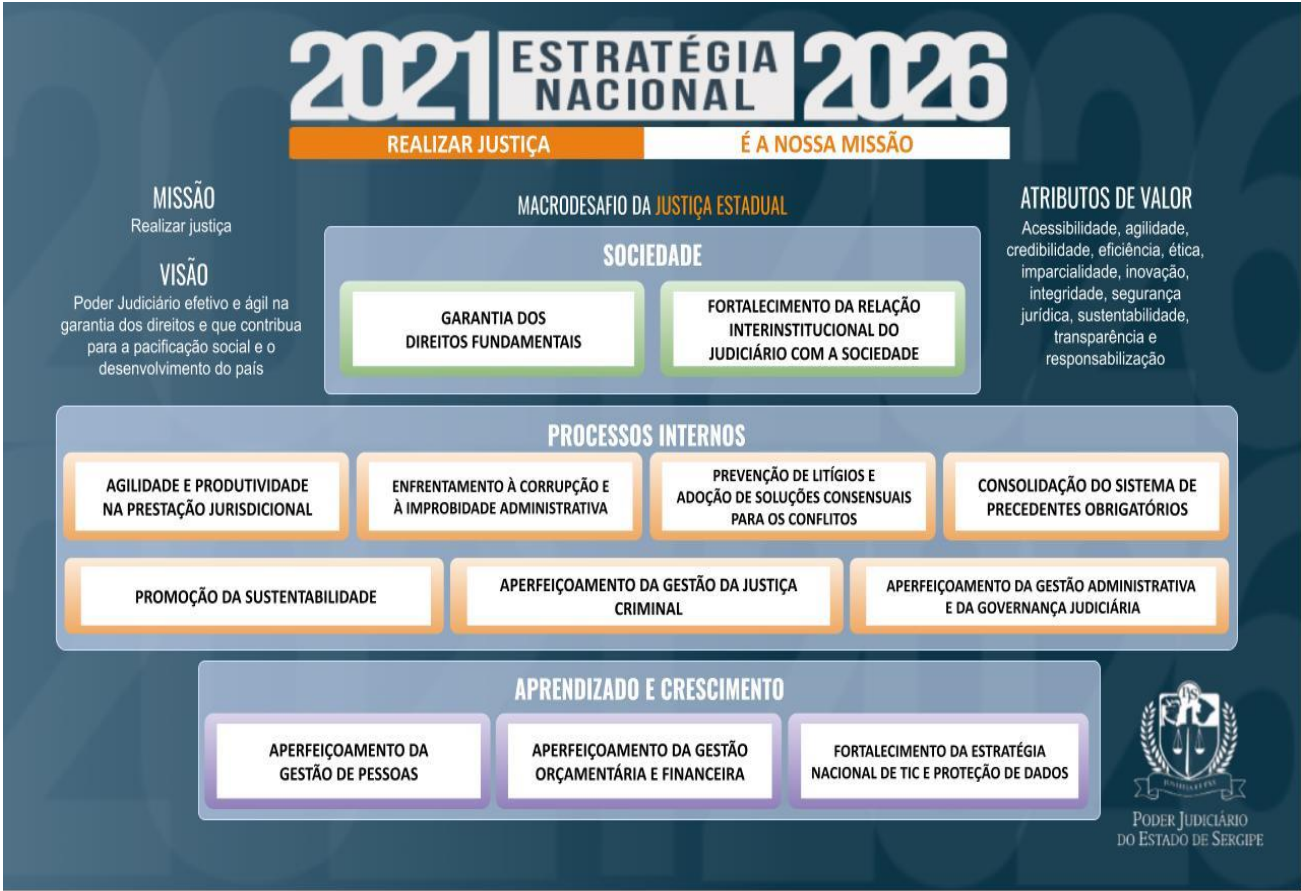 2021 ESTRATÉGIA NACIONAL 2026
REALIZAR JUSTIÇA É A NOSSA MISSÃO
MISSÃO
Realizar justiça
VISÃO
Poder Judiciário efetivo e ágil na
garantia dos direitos e que contribua
para a pacificação social e o
desenvolvimento do país
MACRODESAFIO DA JUSTIÇA ESTADUAL
SOCIEDADE
GARANTIA DOS
DIREITOS FUNDAMENTAIS
FORTALECIMENTO DA RELAÇÃO
INTERINSTITUCIONAL DO
JUDICIÁRIO COM A SOCIEDADE
ATRIBUTOS DE VALOR
Acessibilidade, agilidade,
credibilidade, eficiência, ética,
imparcialidade, inovação,
integridade, segurança
jurídica, sustentabilidade,
transparência e
responsabilização
PROCESSOS INTERNOS
AGILIDADE E PRODUTIVIDADE
NA PRESTAÇÃO JURISDICIONAL
ENFRENTAMENTO À CORRUPÇÃO E
À IMPROBIDADE ADMINISTRATIVA
PREVENÇÃO DE LITÍGIOS E
ADOÇÃO DE SOLUÇÕES CONSENSUAIS
PARA OS CONFLITOS
CONSOLIDAÇÃO DO SISTEMA DE
PRECEDENTES OBRIGATÓRIOS
PROMOÇÃO DA SUSTENTABILIDADE
APERFEIÇOAMENTO DA GESTÃO DA JUSTIÇA
CRIMINAL
APERFEIÇOAMENTO DA GESTÃO ADMINISTRATIVA
E DA GOVERNANÇA JUDICIÁRIA
APRENDIZADO E CRESCIMENTO
APERFEIÇOAMENTO DA
GESTÃO DE PESSOAS
APERFEIÇOAMENTO DA GESTÃO
ORÇAMENTÁRIA E FINANCEIRA
FORTALECIMENTO DA ESTRATÉGIA
NACIONAL DE TIC E PROTEÇÃO DE DADOS
PODER JUDICIÁRIO
DO ESTADO DE SERGIPE